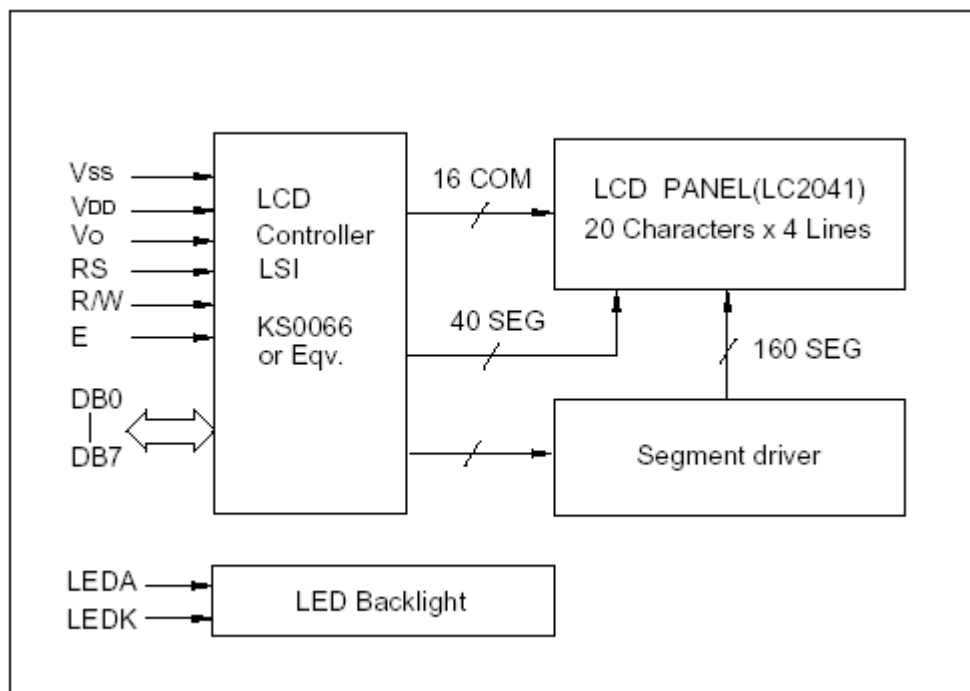 Vss
VDD
Vo
RS
R/W
E
DB0
DB7
LCD
Controller
LSI
KS0066
or Eqv.
16 COM
40 SEG
LCD PANEL(LC2041)
20 Characters x 4 Lines
160 SEG
Segment driver
LEDA
LEDK
LED Backlight